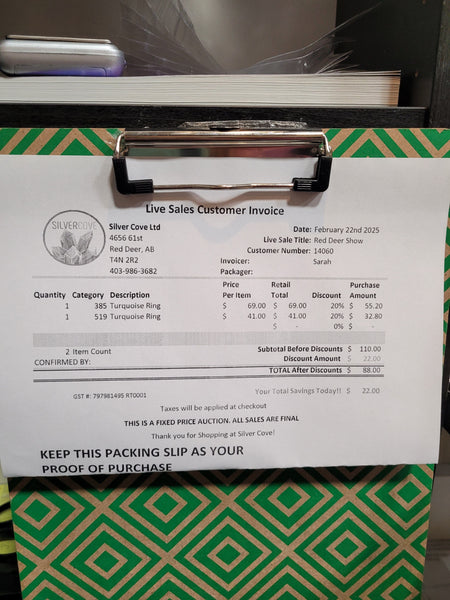 Live Sales Customer Invoice
SILVERCOVE
Silver Cove Ltd
4656 61st
Red Deer, AB
T4N 2R2
403-986-3682
Date: February 22nd 2025
Live Sale Title: Red Deer Show
Customer Number: 14060
Invoicer: Sarah
Packager:
Price Retail Purchase
Quantity Category Description Per Item Total Discount Amount
1 385 Turquoise Ring $ 69.00 $ 69.00 20% $ 55.20
1 519 Turquoise Ring $ 41.00 $ 41.00 20% $ 32.80
$ - 0% $ -
2 Item Count Subtotal Before Discounts $ 110.00
CONFIRMED BY: Discount Amount $ 22.00
TOTAL After Discounts $ 88.00
GST #: 797981495 RT0001 Your Total Savings Today!! $ 22.00
Taxes will be applied at checkout
THIS IS A FIXED PRICE AUCTION. ALL SALES ARE FINAL
Thank you for Shopping at Silver Cove!
KEEP THIS PACKING SLIP AS YOUR
PROOF OF PURCHASE